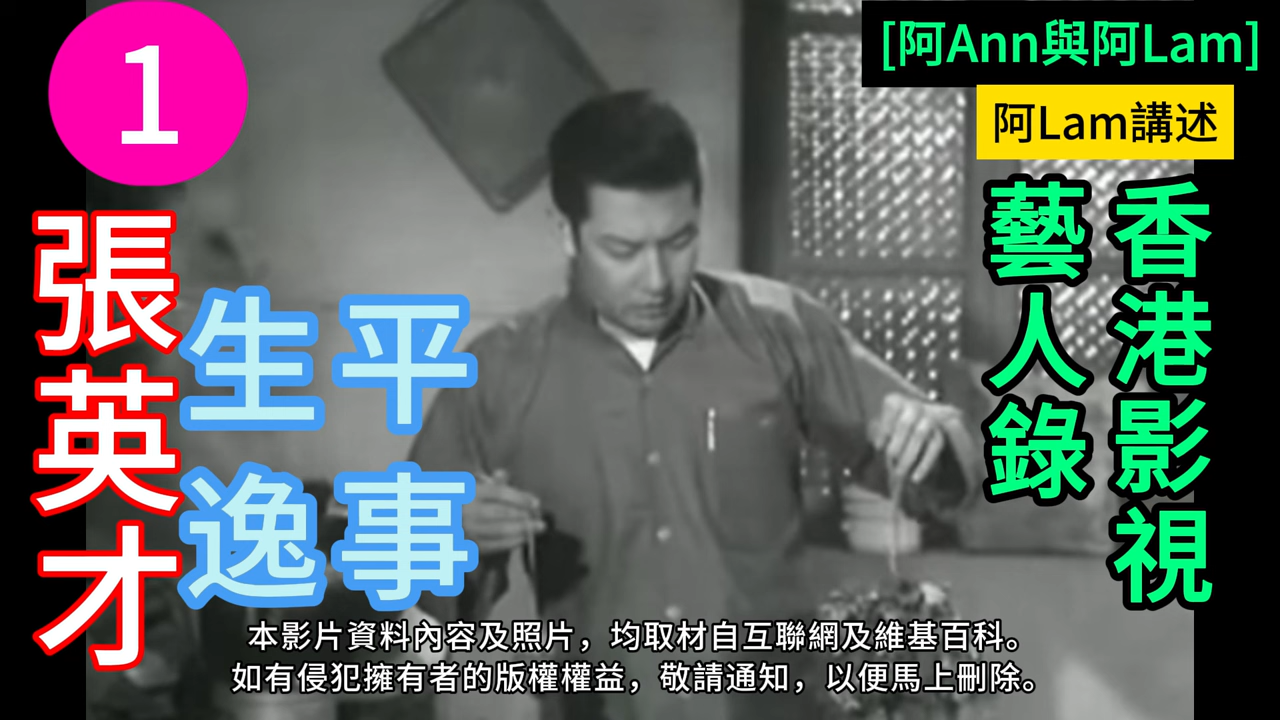 1
[阿Ann與阿Lam]
阿Lam講述
香港影視
藝人錄
張英才
平事
生逸
本影片資料內容及照片，均取材自互聯網及維基百科。
如有侵犯擁有者的版權權益，敬請通知，以便馬上刪除。